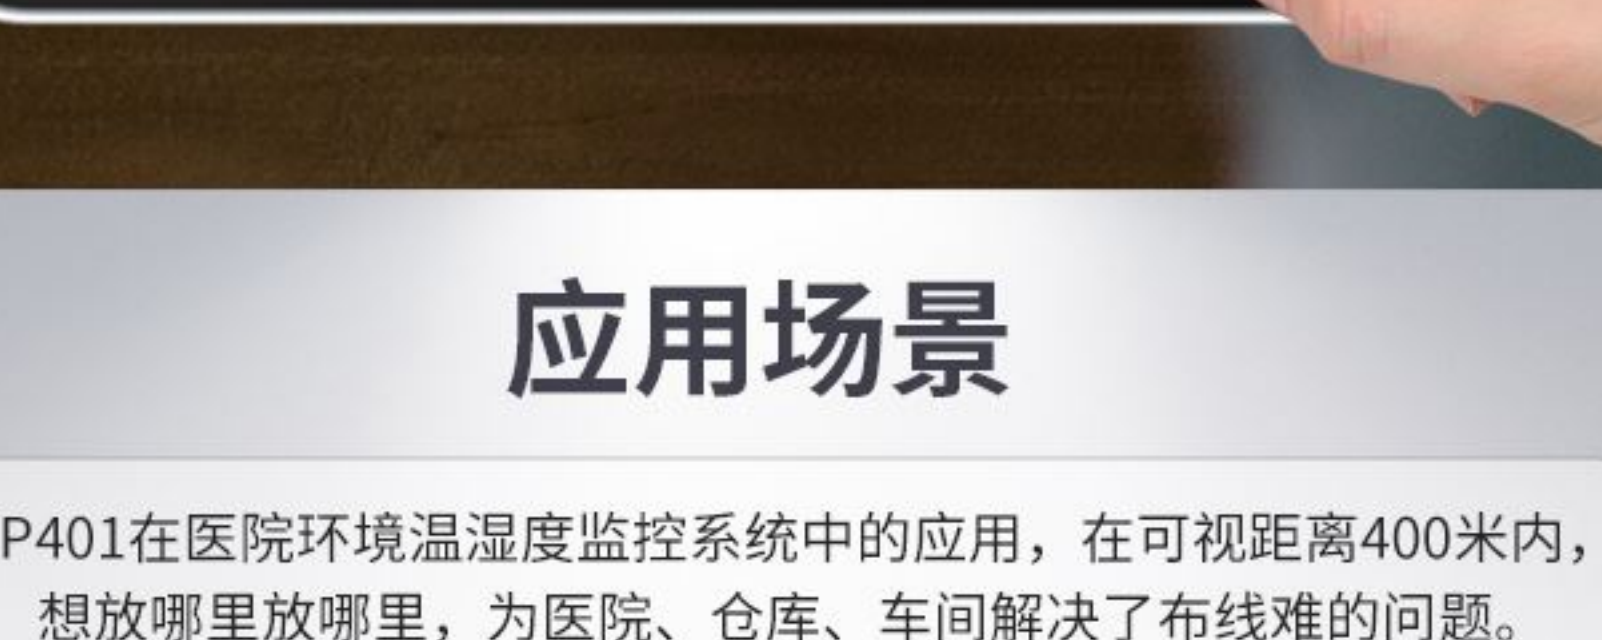 应用场景
P401在医院环境温湿度监控系统中的应用，在可视距离400米内，
想放哪里放哪里，为医院、仓库、车间解决了布线难的问题。